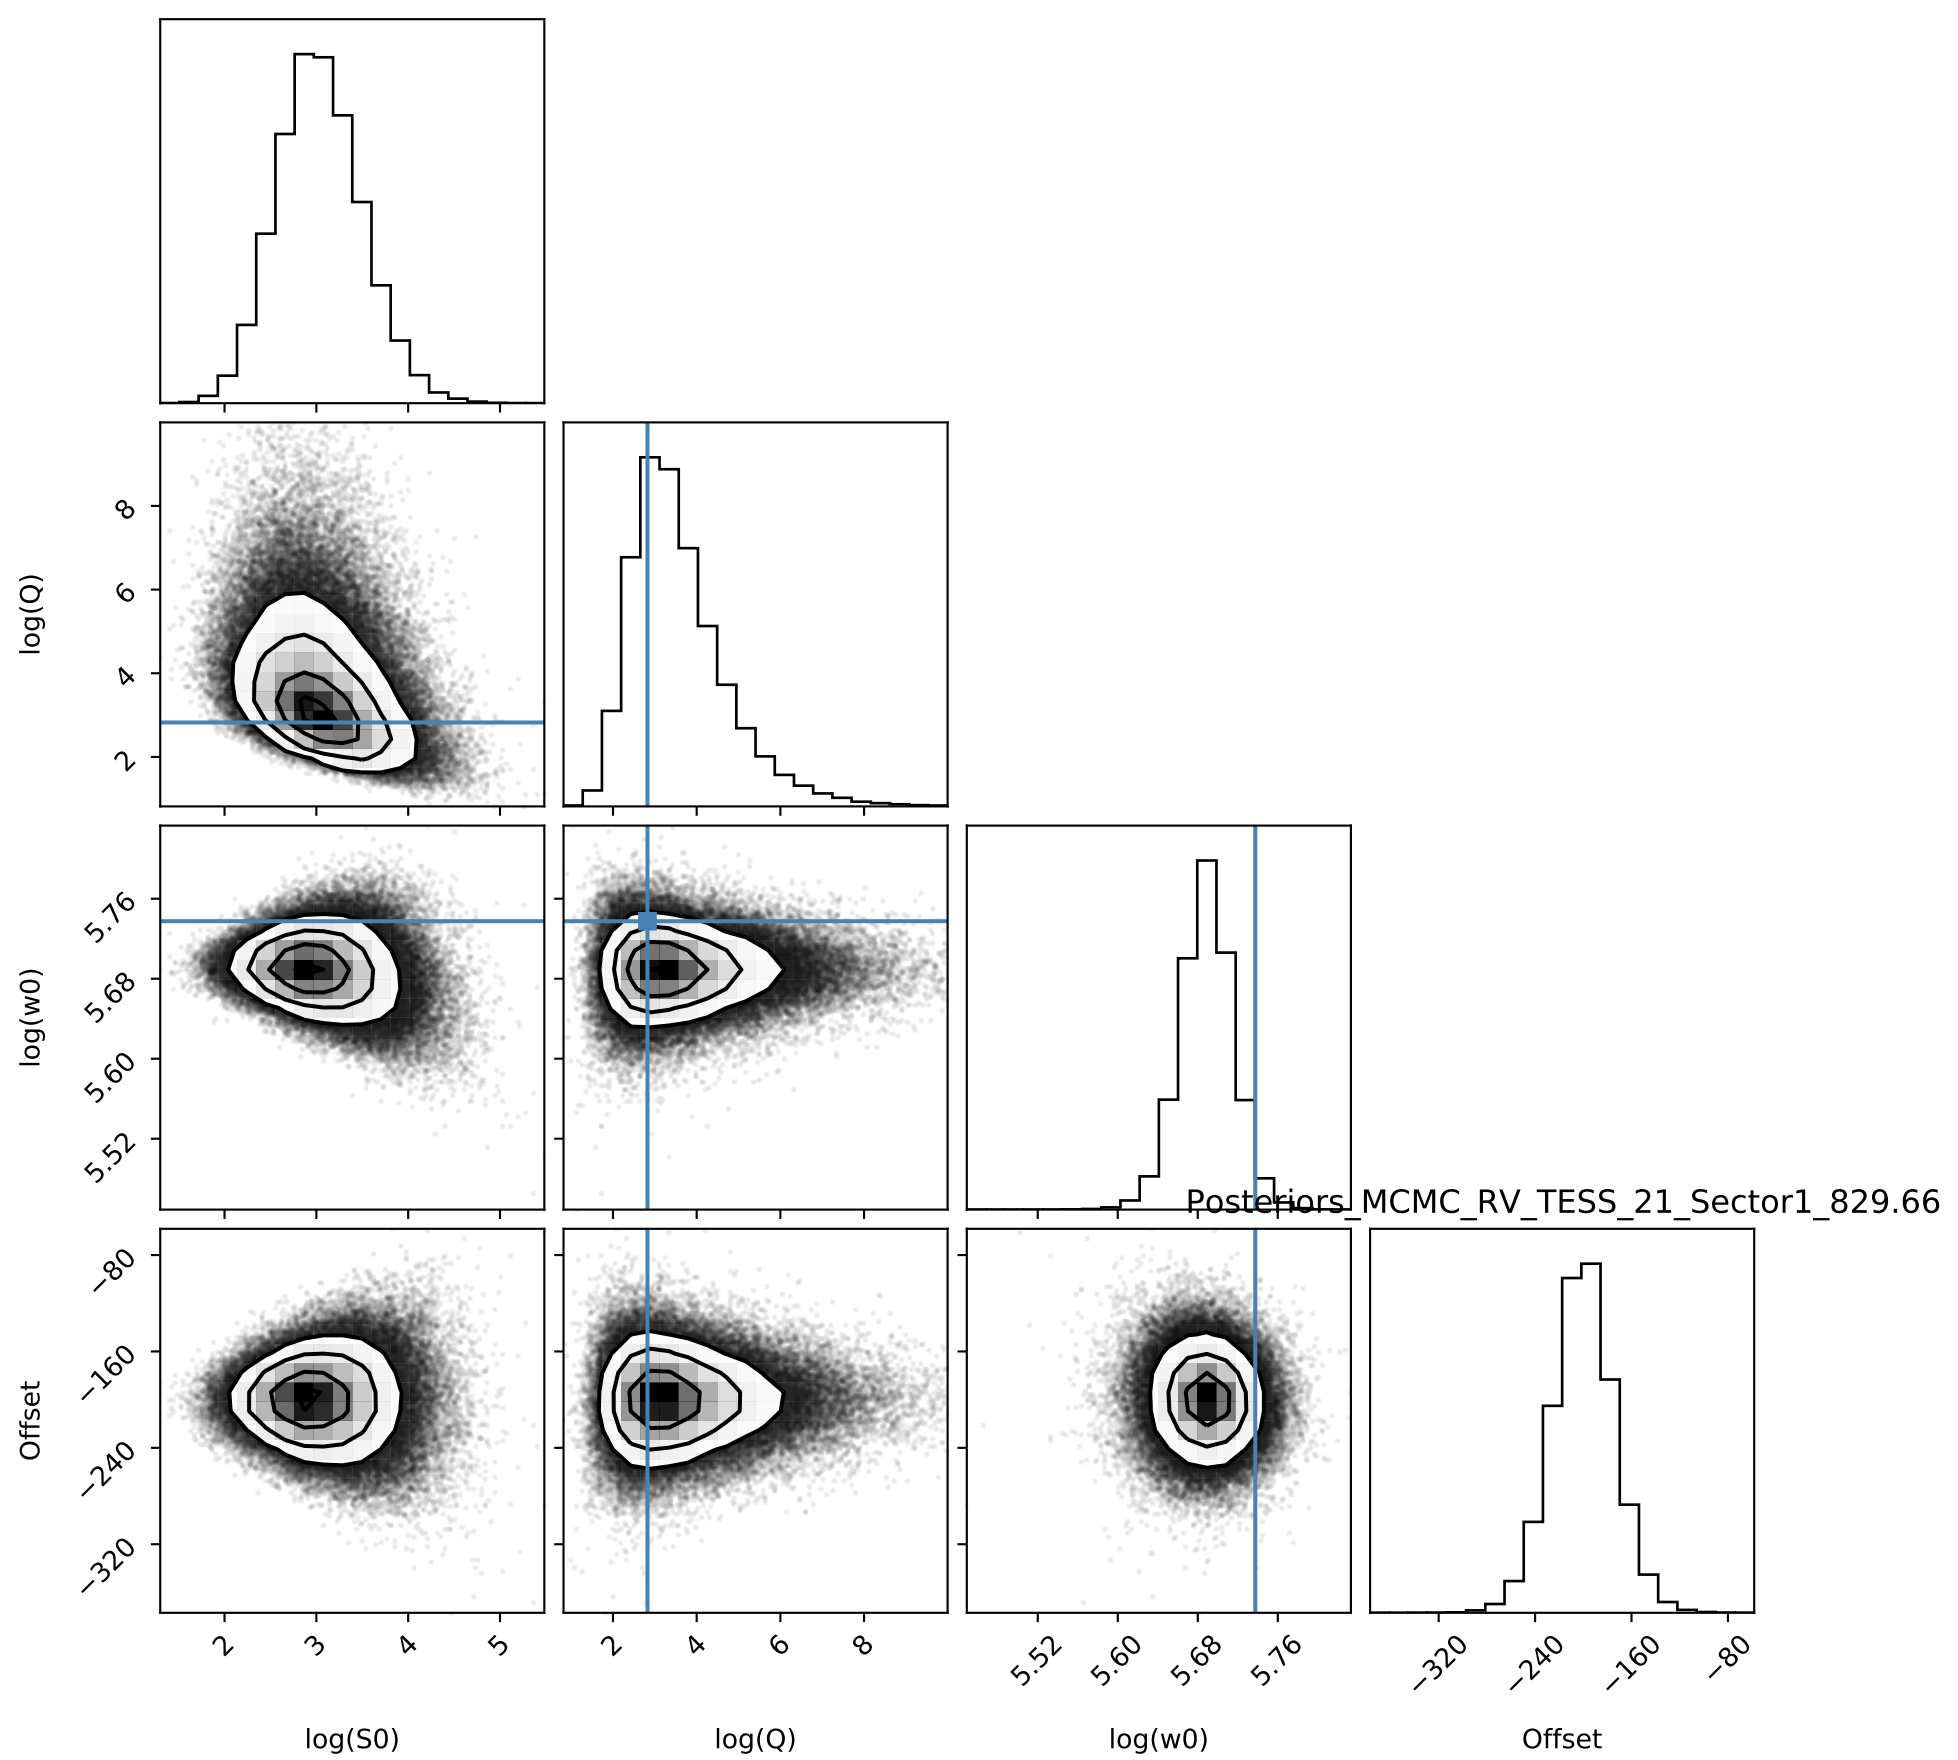 8
6
4
2
log(Q)
5.76
5.68
5.60
5.52
log(w0)
Posteriors_MCMC_RV_TESS_21_Sector1_829.66
−80
−160
−240
−320
Offset
2 3 4 5
2 4 6 8
5.52 5.60 5.68 5.76
−320 −240 −160 −80
log(S0)
log(Q)
log(w0)
Offset